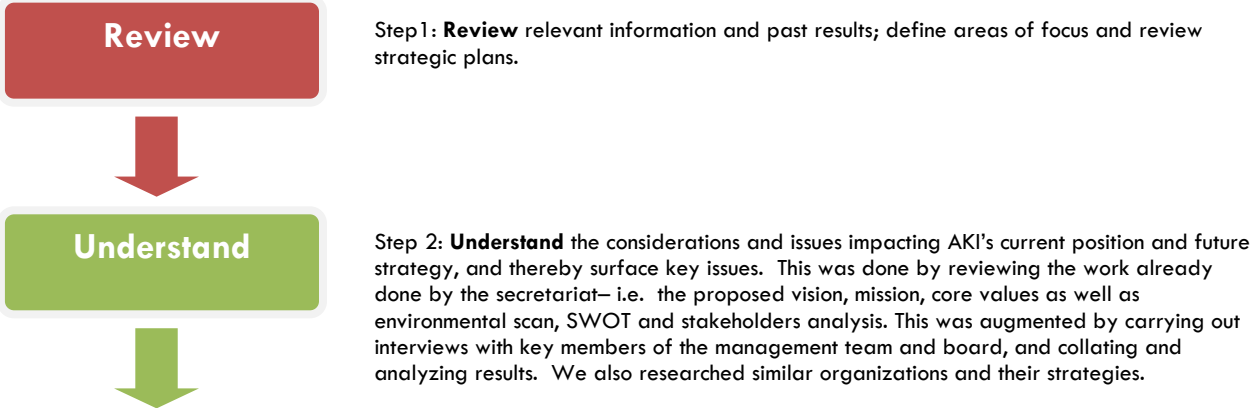 Review
Step1: Review relevant information and past results; define areas of focus and review
strategic plans.
Understand
Step 2: Understand the considerations and issues impacting AKI's current position and future
strategy, and thereby surface key issues.  This was done by reviewing the work already
done by the secretariat– i.e.  the proposed vision, mission, core values as well as
environmental scan, SWOT and stakeholders analysis. This was augmented by carrying out
interviews with key members of the management team and board, and collating and
analyzing results.  We also researched similar organizations and their strategies.